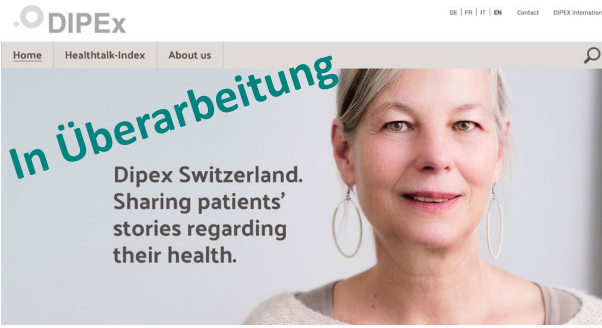 DIPEx
DE | FR | IT | EN Contact DIPEX Internation
Home Healthtalk-Index About us
In Überarbeitung
Dipex Switzerland.
Sharing patients’
stories regarding
their health.